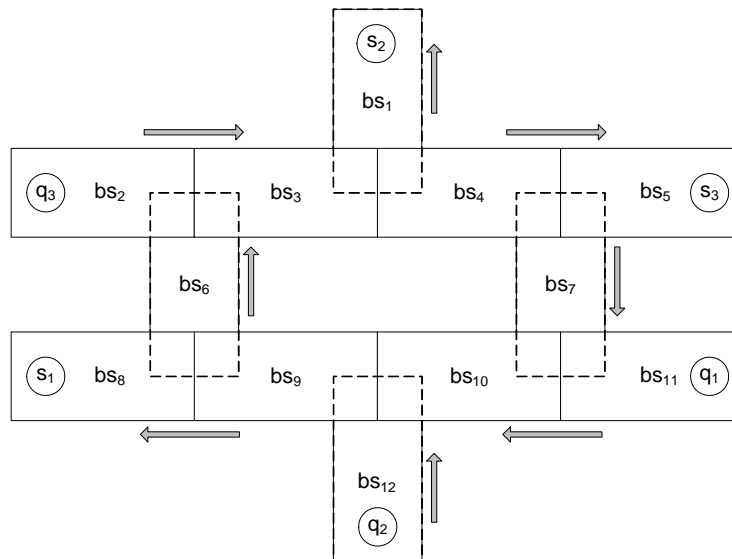 s₂
bs₁
q₃ bs₂ bs₃ bs₄ bs₅ s₃
bs₆ bs₇
s₁ bs₈ bs₉ bs₁₀ bs₁₁ q₁
bs₁₂
q₂